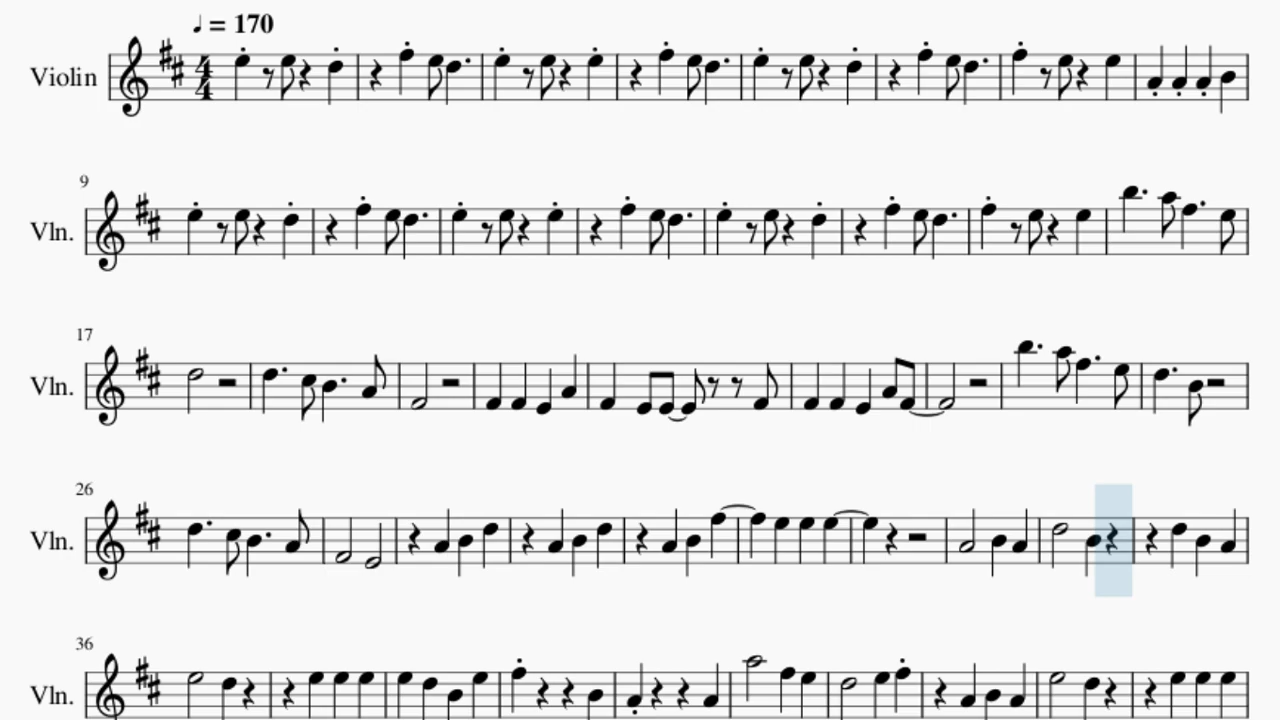 ♩ = 170
Violin
4
4
9
Vln.
17
Vln.
26
Vln.
36
Vln.